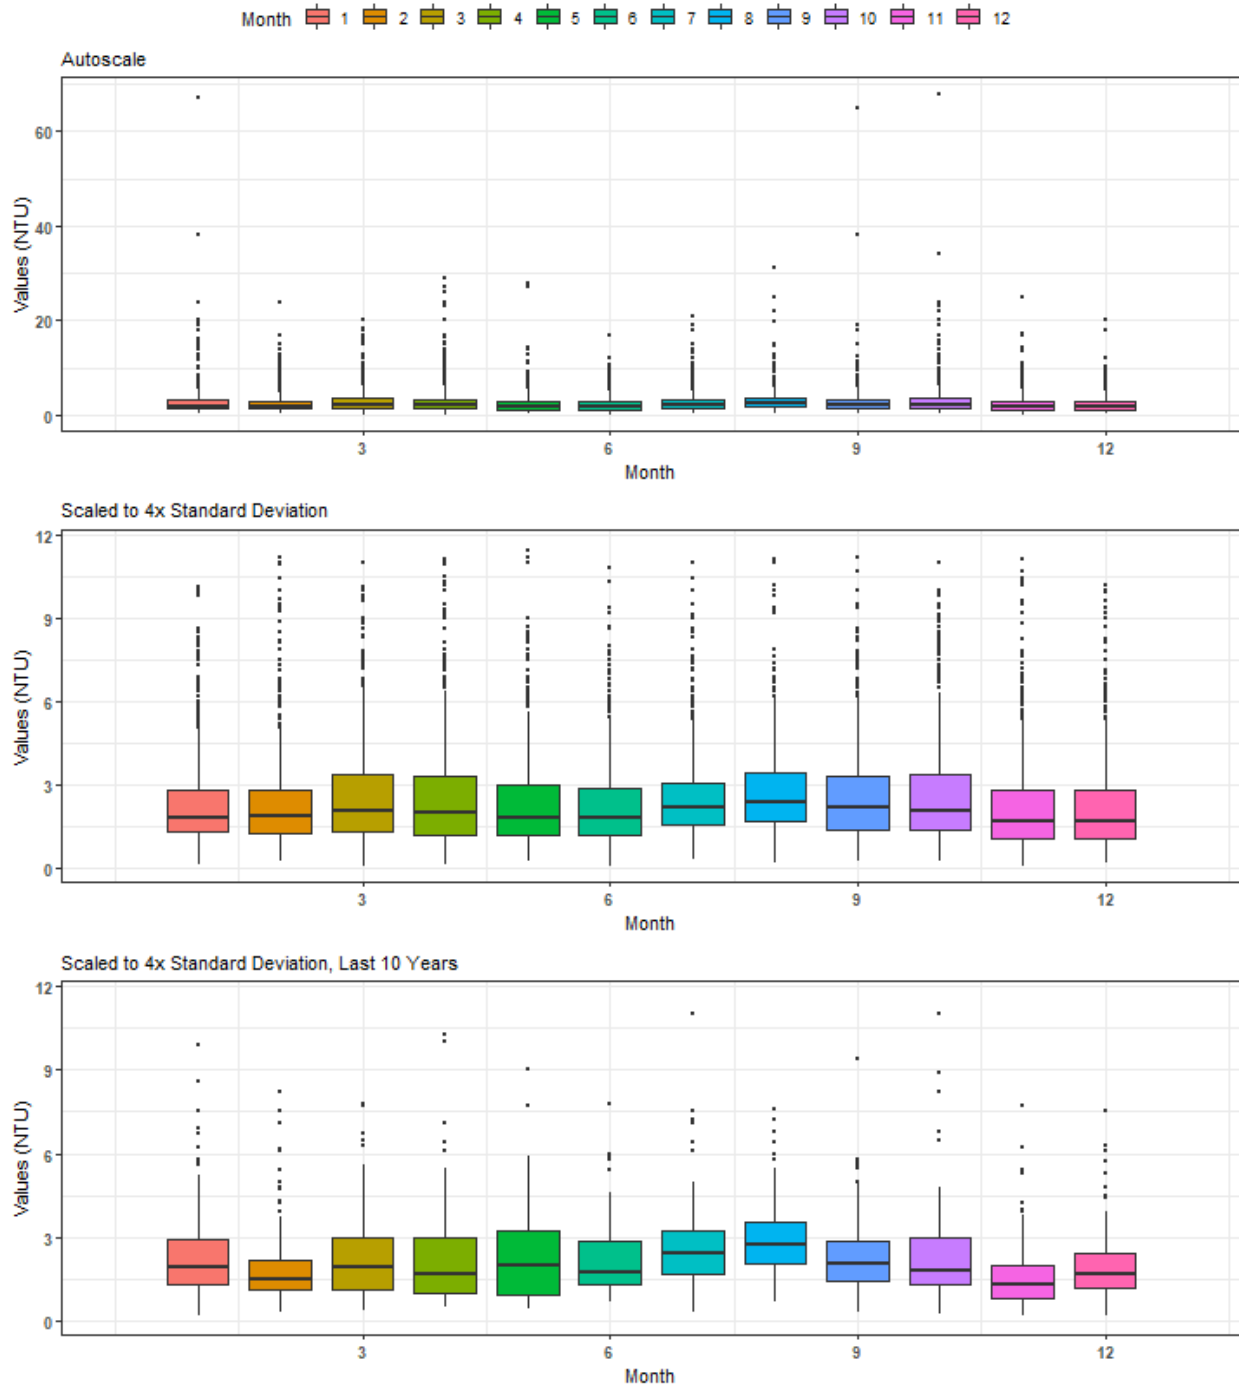 Month 1 2 3 4 5 6 7 8 9 10 11 12
Autoscale
60
40
20
0
Values (NTU)
3 6 9 12
Month
Scaled to 4x Standard Deviation
12
9
6
3
0
Values (NTU)
3 6 9 12
Month
Scaled to 4x Standard Deviation, Last 10 Years
12
9
6
3
0
Values (NTU)
3 6 9 12
Month